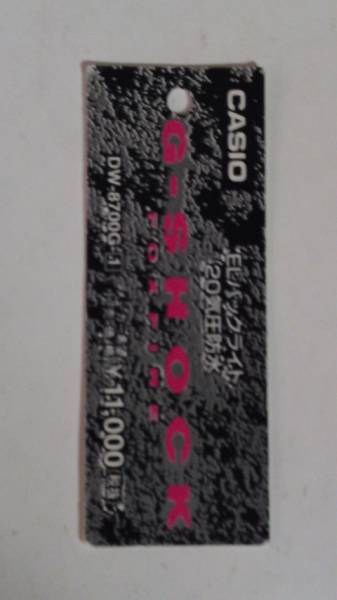 CASIO
ELバックライト
20気圧防水
G-SHOCK
FOXFIRE
DW-8700G-1
¥11,000